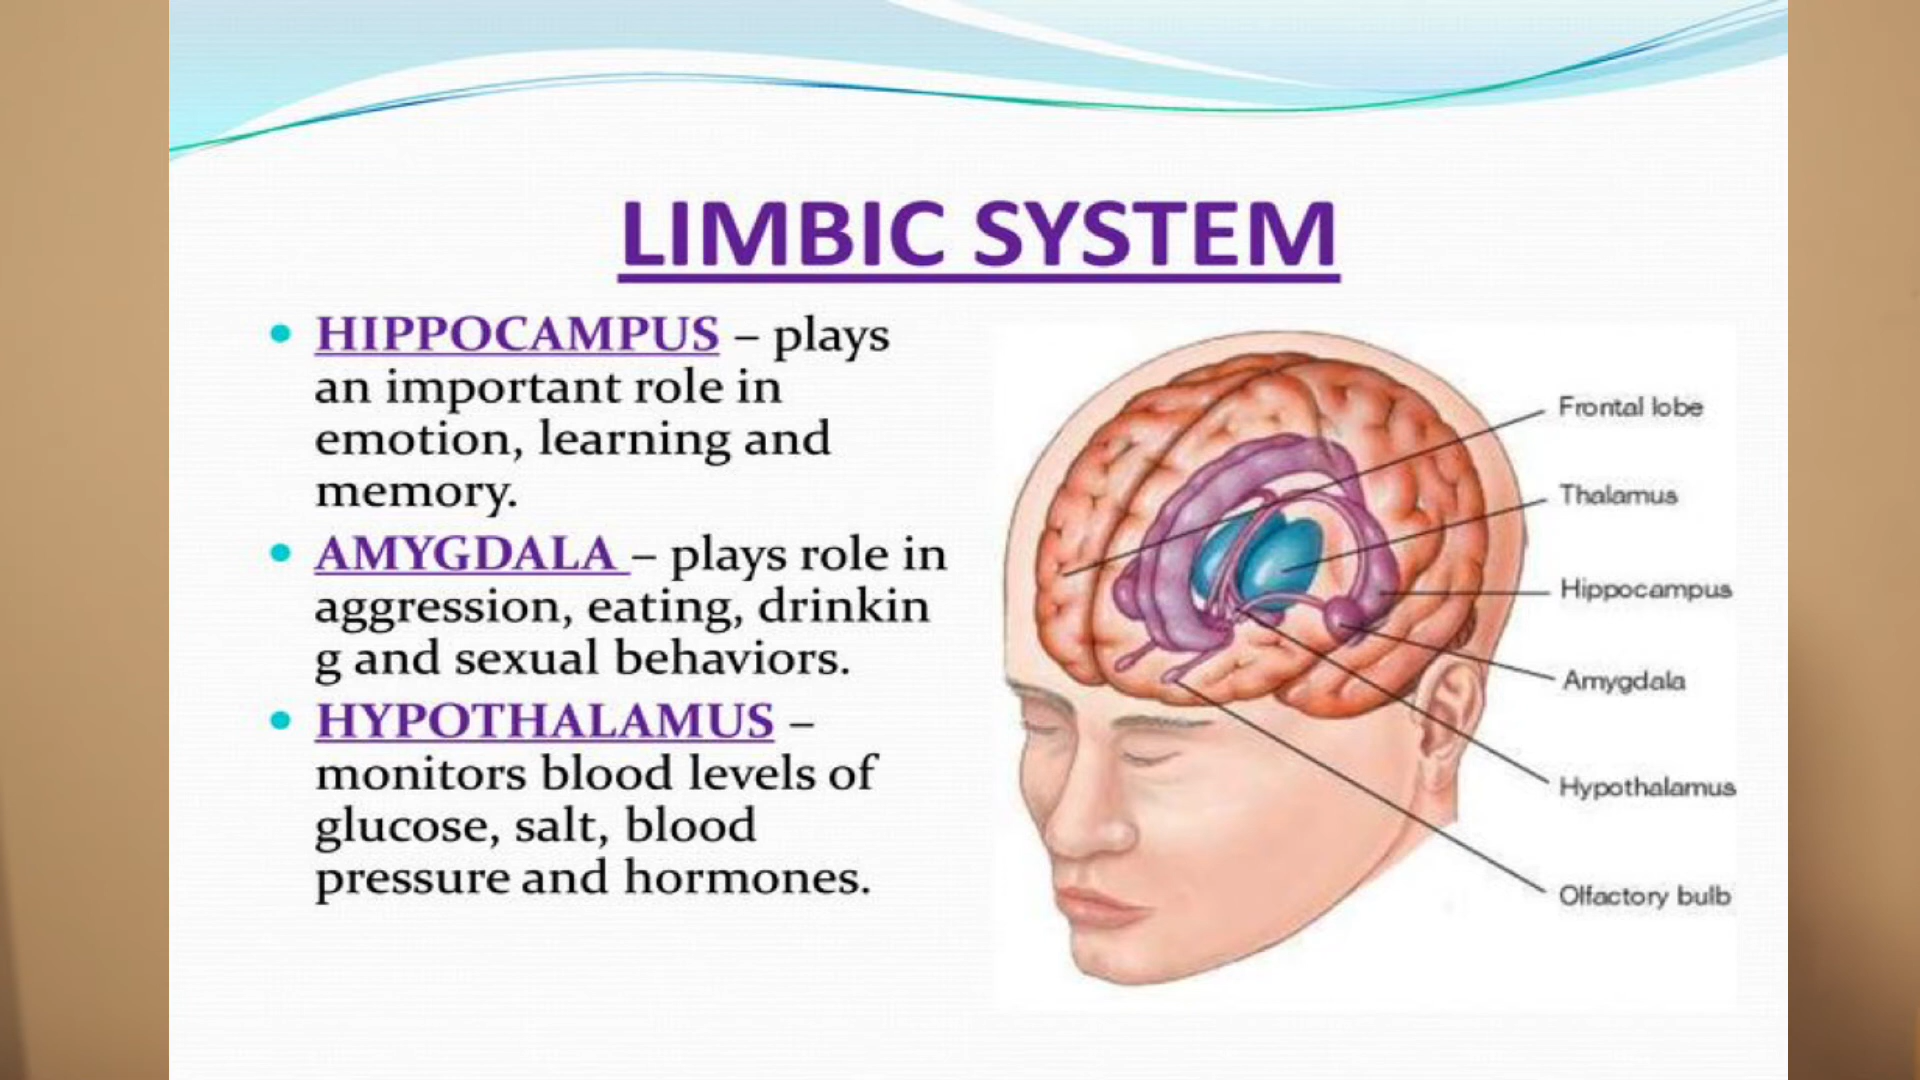 LIMBIC SYSTEM
• HIPPOCAMPUS – plays
an important role in
emotion, learning and
memory.
• AMYGDALA – plays role in
aggression, eating, drinkin
g and sexual behaviors.
• HYPOTHALAMUS –
monitors blood levels of
glucose, salt, blood
pressure and hormones.
Frontal lobe
Thalamus
Hippocampus
Amygdala
Hypothalamus
Olfactory bulb